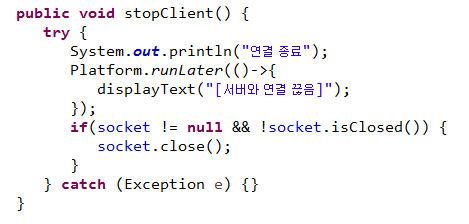 public void stopClient() {
try {
System.out.println("연결 종료");
Platform.runLater(()->{
displayText("[서버와 연결 끊음]");
});
if(socket != null && !socket.isClosed()) {
socket.close();
}
} catch (Exception e) {}
}